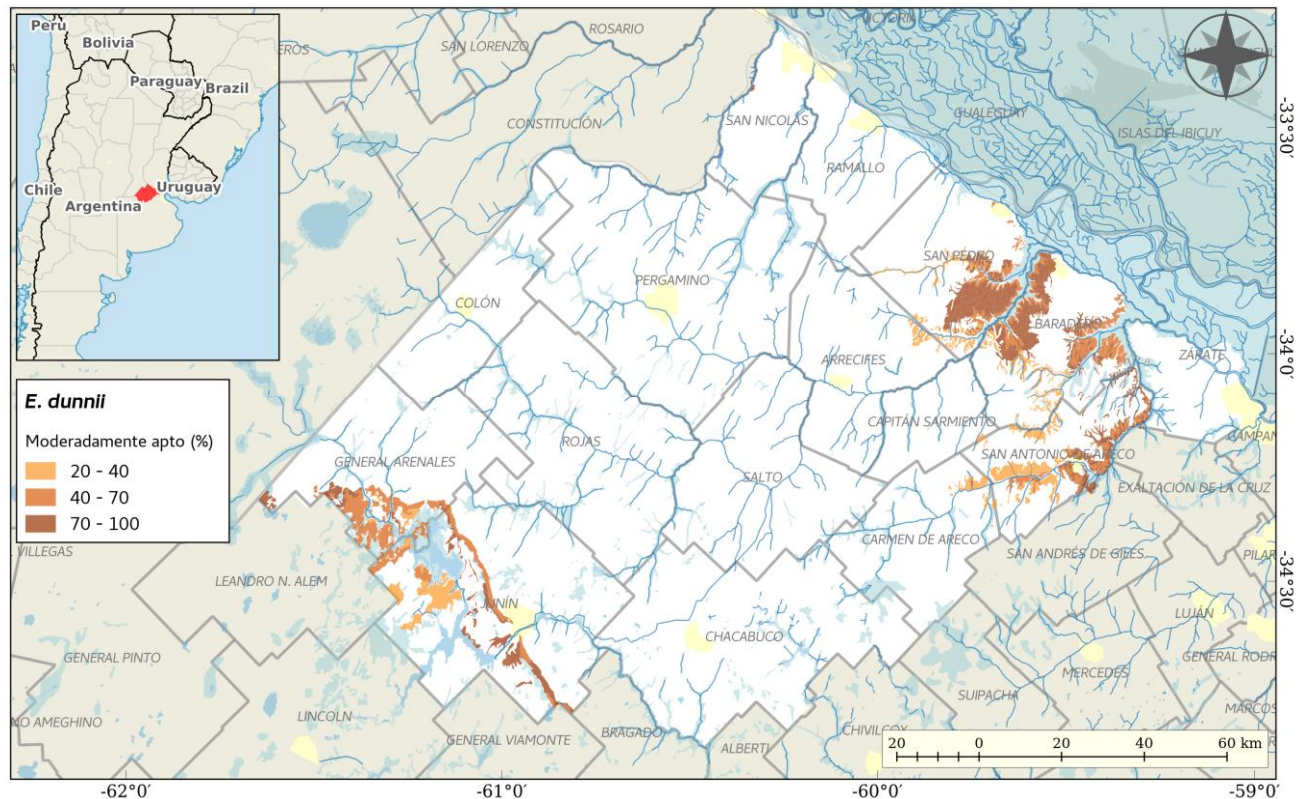 Peru
Bolivia
Paraguay
Brazil
Chile
Uruguay
Argentina
E. dunnii
Moderadamente apto (%)
20 - 40
40 - 70
70 - 100
ROSARIO
VICTORIA
SAN LORENZO
EROS
CONSTITUCIÓN
SAN NICOLÁS
GUALEGUAY
ISLAS DEL IBICUY
RAMALLO
SAN PEDRO
PERGAMINO
COLÓN
BARADERO
ZÁRATE
ARRECIFES
CAPITÁN SARMIENTO
CAMPAN
ROJAS
GENERAL ARENALES
SAN ANTONIO DE ARECO
SALTO
EXALTACIÓN DE LA CRUZ
CARMEN DE ARECO
SAN ANDRÉS DE GILES
PILAR
VILLEGAS
LEANDRO N. ALEM
JUNÍN
LUJÁN
CHACABUCO
GENERAL PINTO
GENERAL RODR
MERCEDES
SUIPACHA
MARCOS
NO AMEGHINO
LINCOLN
GENERAL VIAMONTE
BRAGADO
ALBERTI
CHIVILCOY
20 0 20 40 60 km
-33°30′
-34°0′
-34°30′
-62°0′
-61°0′
-60°0′
-59°0′